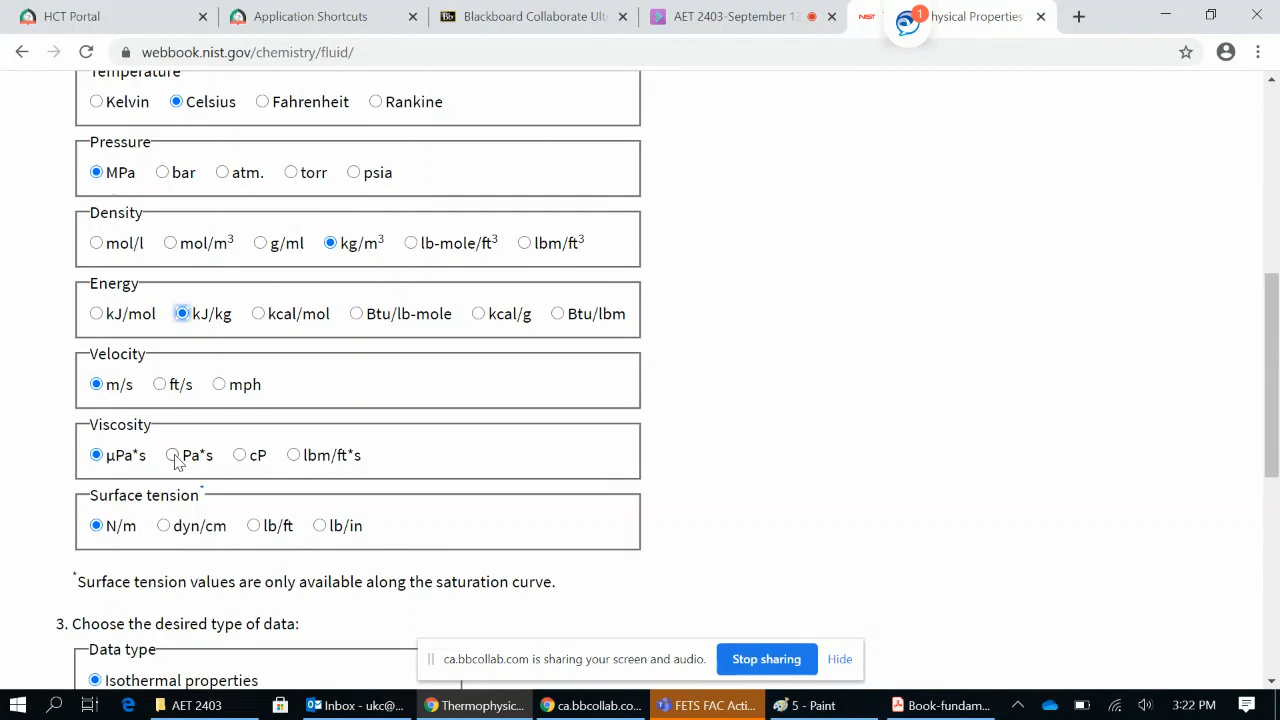 HCT Portal
Application Shortcuts
Bb
Blackboard Collaborate Ult
AET 2403-September 13
NIST
1
hysical Properties
webbook.nist.gov/chemistry/fluid/
Temperature
Kelvin Celsius Fahrenheit Rankine
Pressure
MPa bar atm. torr psia
Density
mol/l mol/m³ g/ml kg/m³ lb-mole/ft³ lbm/ft³
Energy
kJ/mol kJ/kg kcal/mol Btu/lb-mole kcal/g Btu/lbm
Velocity
m/s ft/s mph
Viscosity
μPa*s Pa*s cP lbm/ft*s
Surface tension*
N/m dyn/cm lb/ft lb/in
*Surface tension values are only available along the saturation curve.
3. Choose the desired type of data:
Data type
Isothermal properties
ca.bbcollab.com is sharing your screen and audio. Stop sharing Hide
AET 2403
Inbox - ukc@...
Thermophysic...
ca.bbcollab.com/...
FETS FAC Acti...
5 - Paint
Book-fundam...
3:22 PM